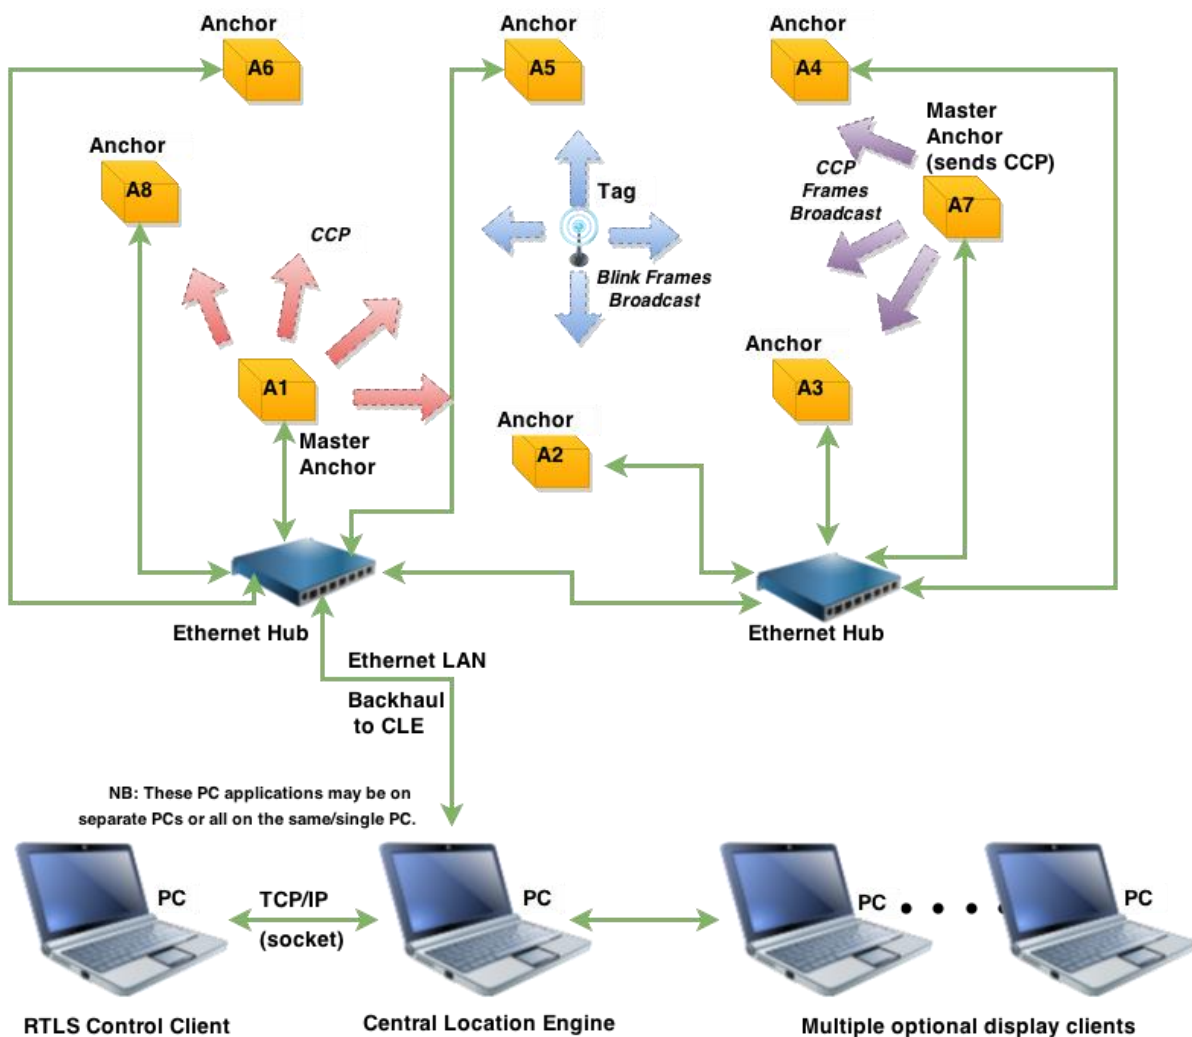 Anchor
A6
Anchor
A5
Anchor
A4
Anchor
A8
Master
Anchor
(sends CCP)
A7
CCP
Frames
Broadcast
Tag
CCP
Blink Frames
Broadcast
A1
Master
Anchor
Anchor
A3
Anchor
A2
Ethernet Hub
Ethernet Hub
Ethernet LAN
Backhaul
to CLE
NB: These PC applications may be on
separate PCs or all on the same/single PC.
PC
TCP/IP
(socket)
PC
PC
PC
RTLS Control Client
Central Location Engine
Multiple optional display clients